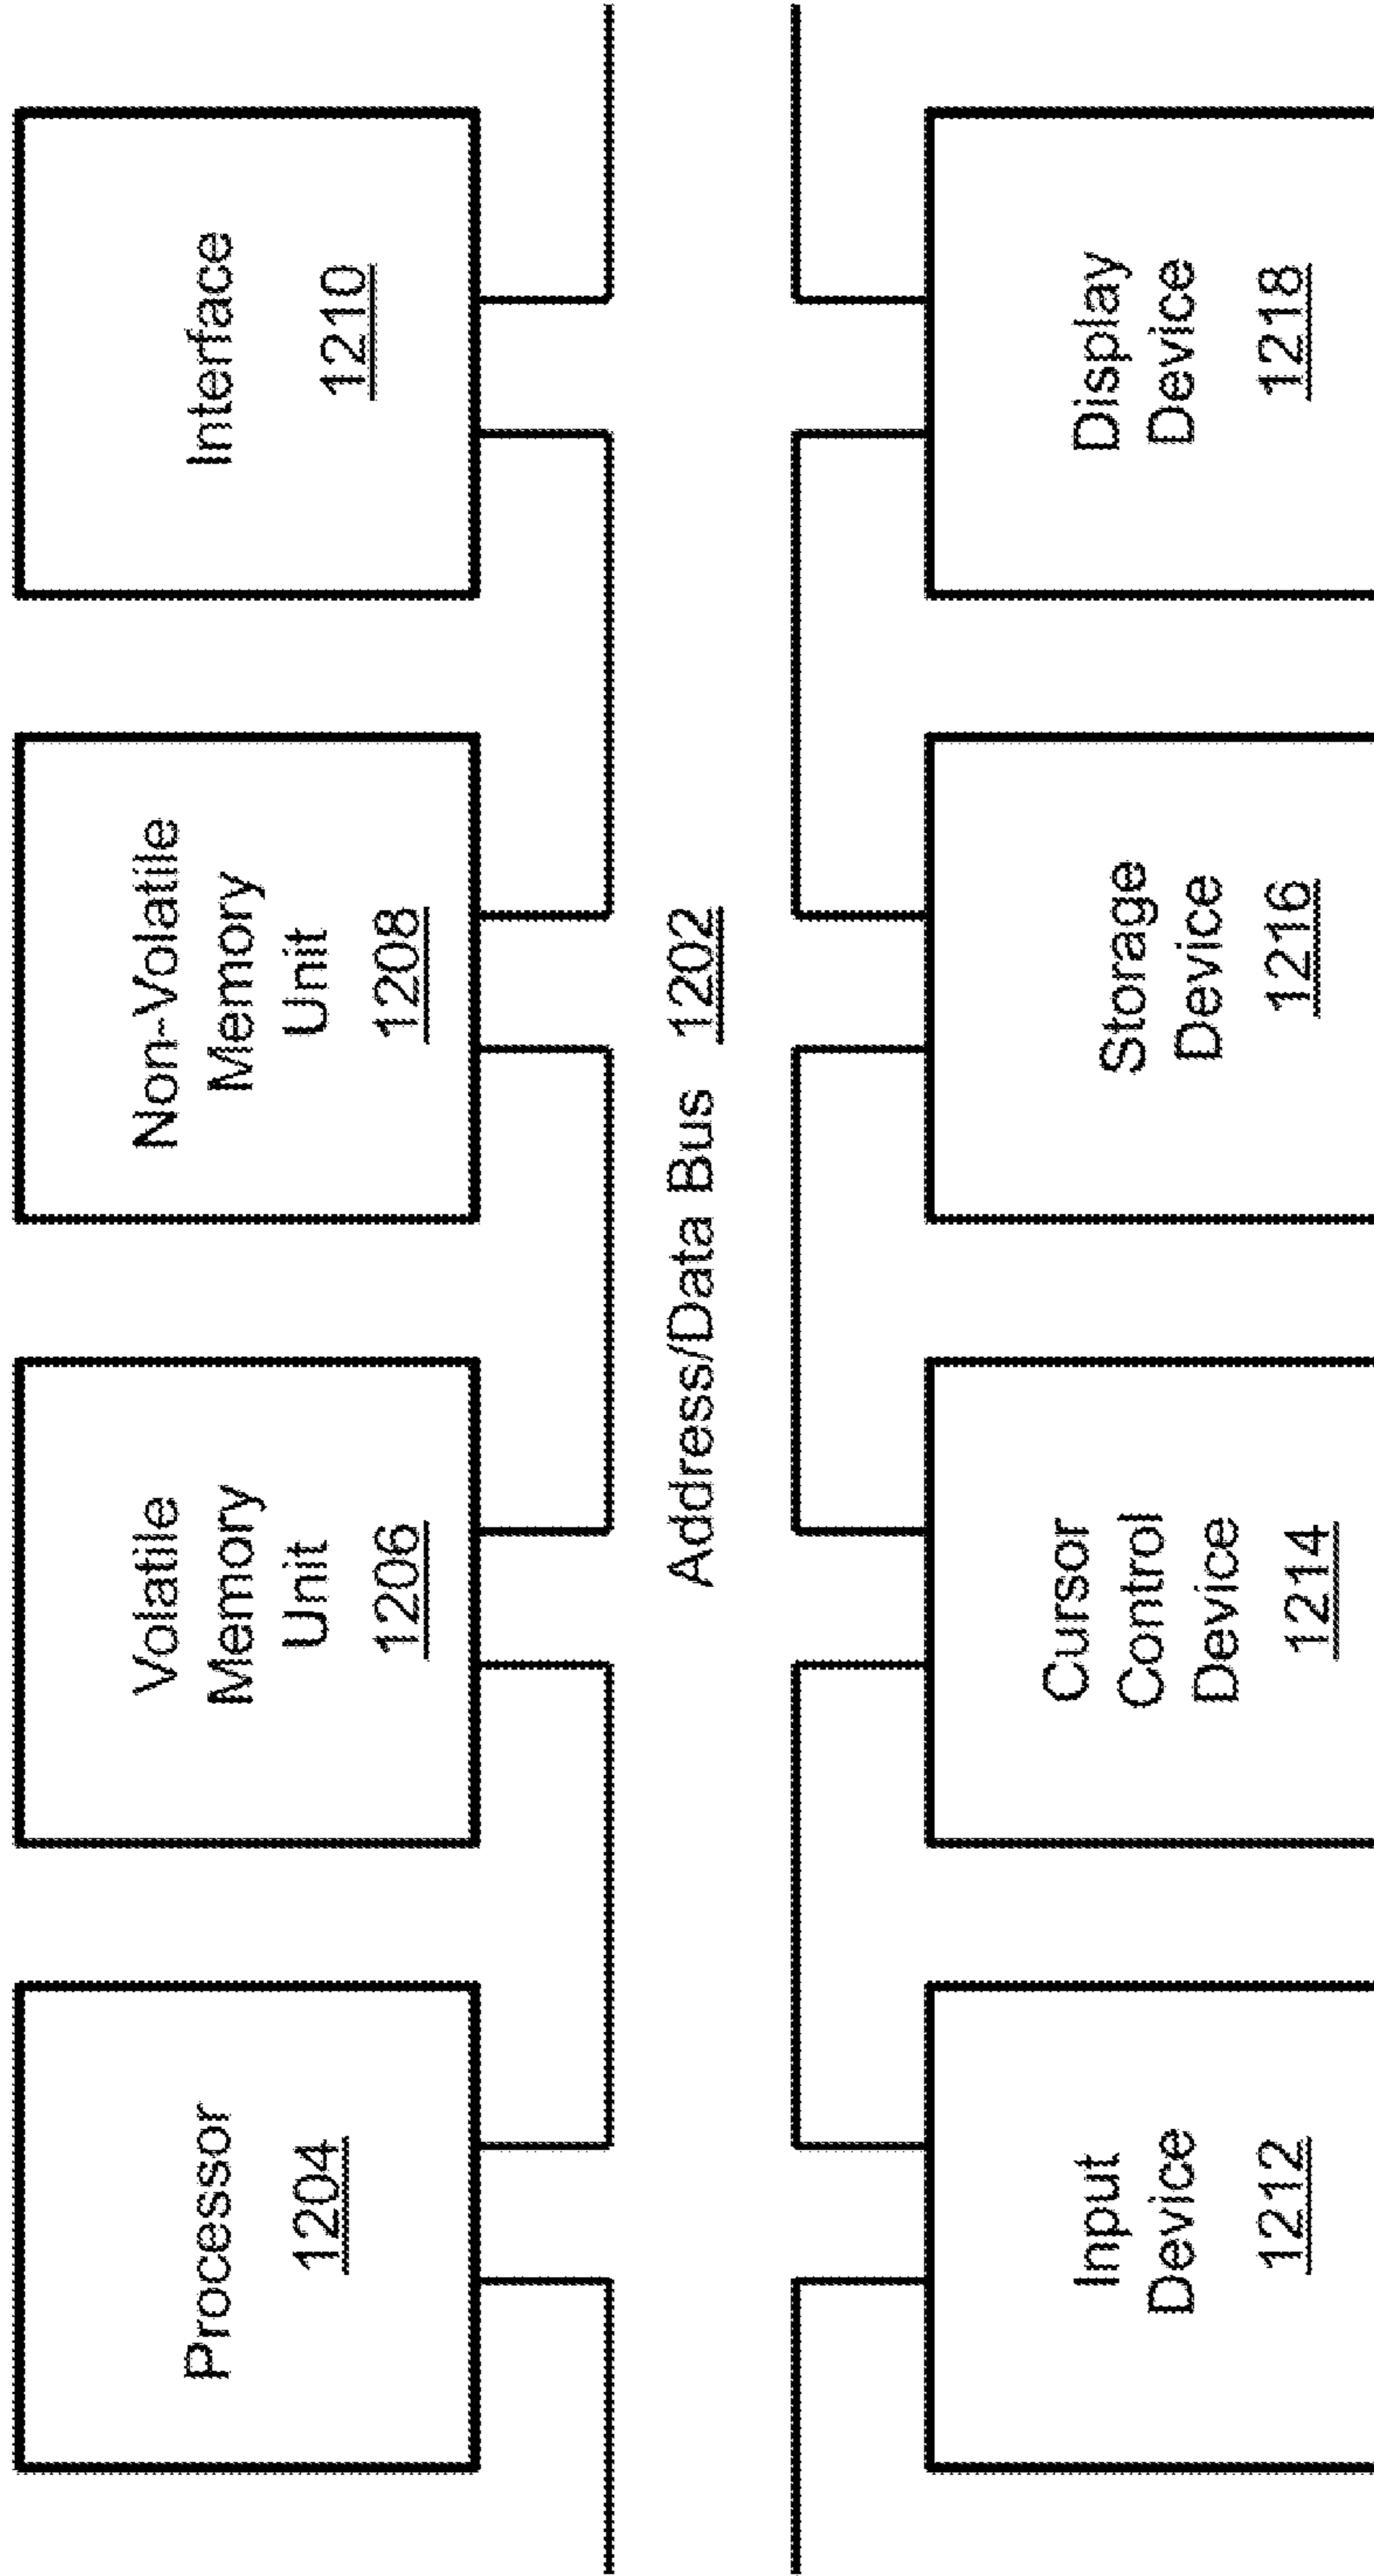 Processor
1204
Volatile
Memory
Unit
1206
Non-Volatile
Memory
Unit
1208
Interface
1210
Address/Data Bus 1202
Input
Device
1212
Cursor
Control
Device
1214
Storage
Device
1216
Display
Device
1218